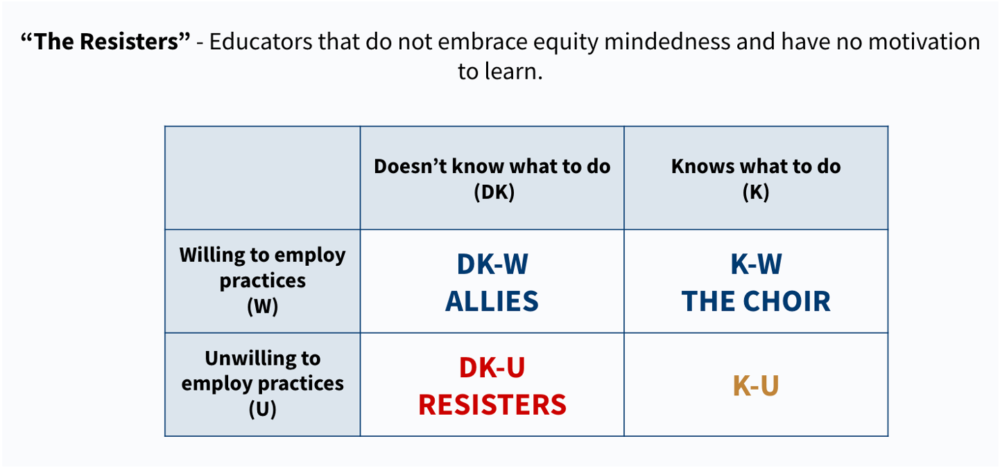 “The Resisters” - Educators that do not embrace equity mindedness and have no motivation
to learn.
Doesn’t know what to do
(DK)
Knows what to do
(K)
Willing to employ
practices
(W)
DK-W
ALLIES
K-W
THE CHOIR
Unwilling to
employ practices
(U)
DK-U
RESISTERS
K-U